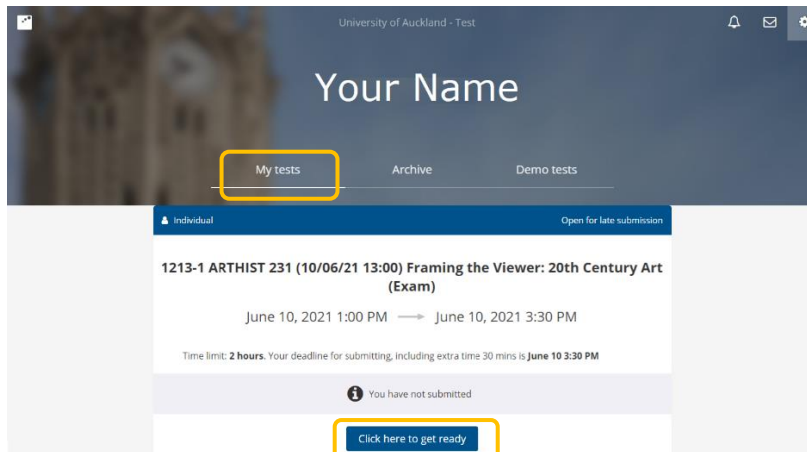 University of Auckland - Test
Your Name
My tests Archive Demo tests
Individual Open for late submission
1213-1 ARTHIST 231 (10/06/21 13:00) Framing the Viewer: 20th Century Art
(Exam)
June 10, 2021 1:00 PM June 10, 2021 3:30 PM
Time limit: 2 hours. Your deadline for submitting, including extra time 30 mins is June 10 3:30 PM
You have not submitted
Click here to get ready